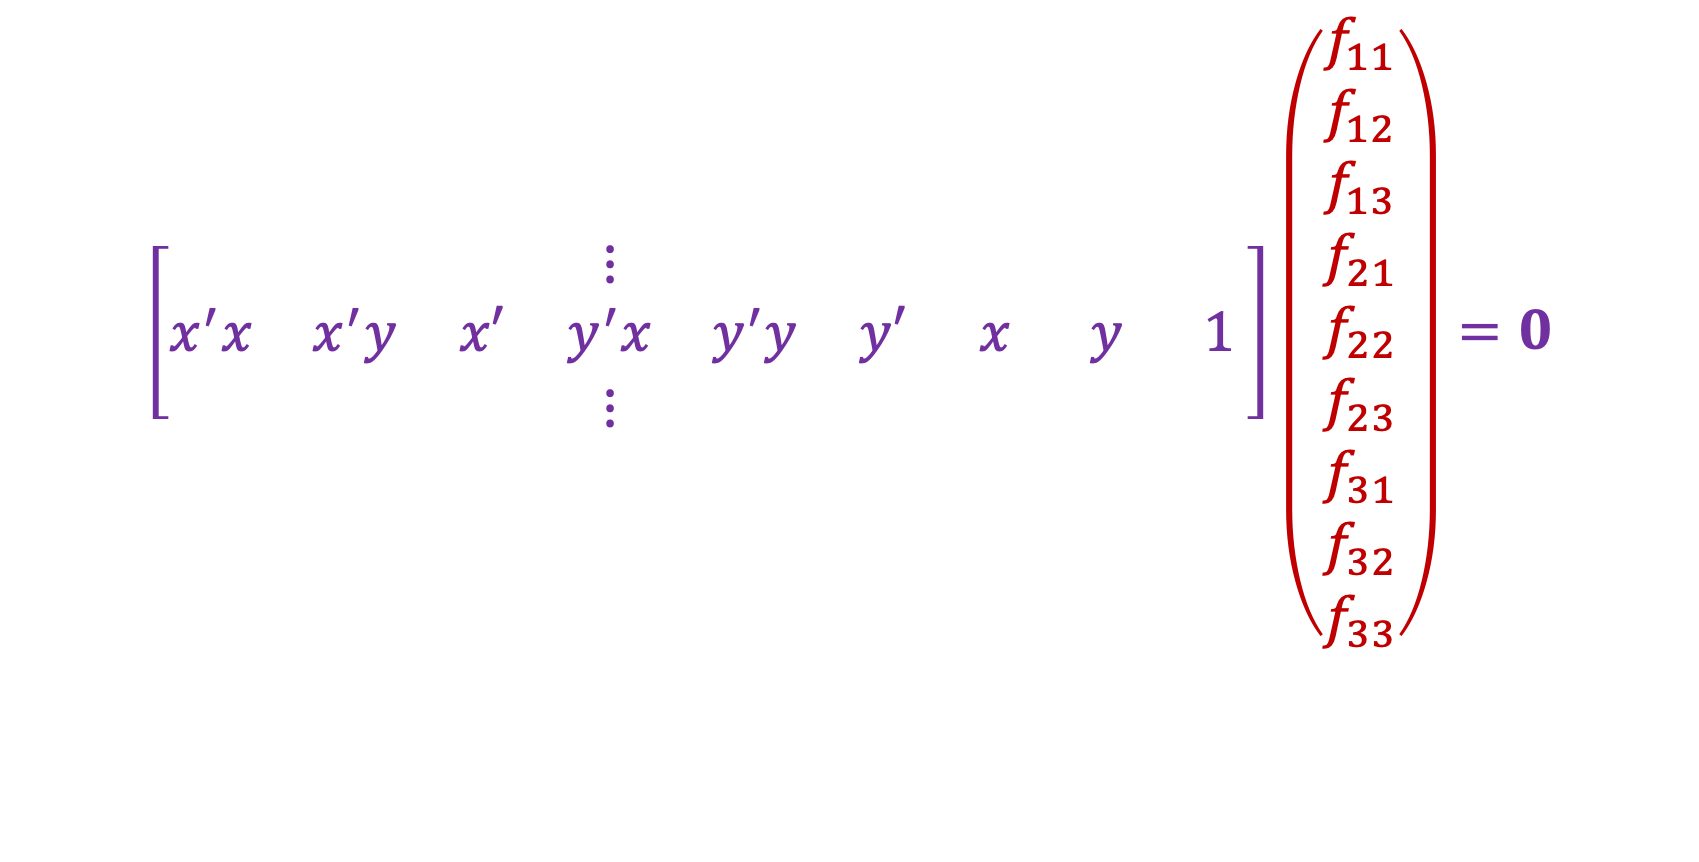 f₁₁
f₁₂
f₁₃
⋮ f₂₁
[x′x x′y x′ y′x y′y y′ x y 1] f₂₂ = 0
⋮ f₂₃
f₃₁
f₃₂
f₃₃